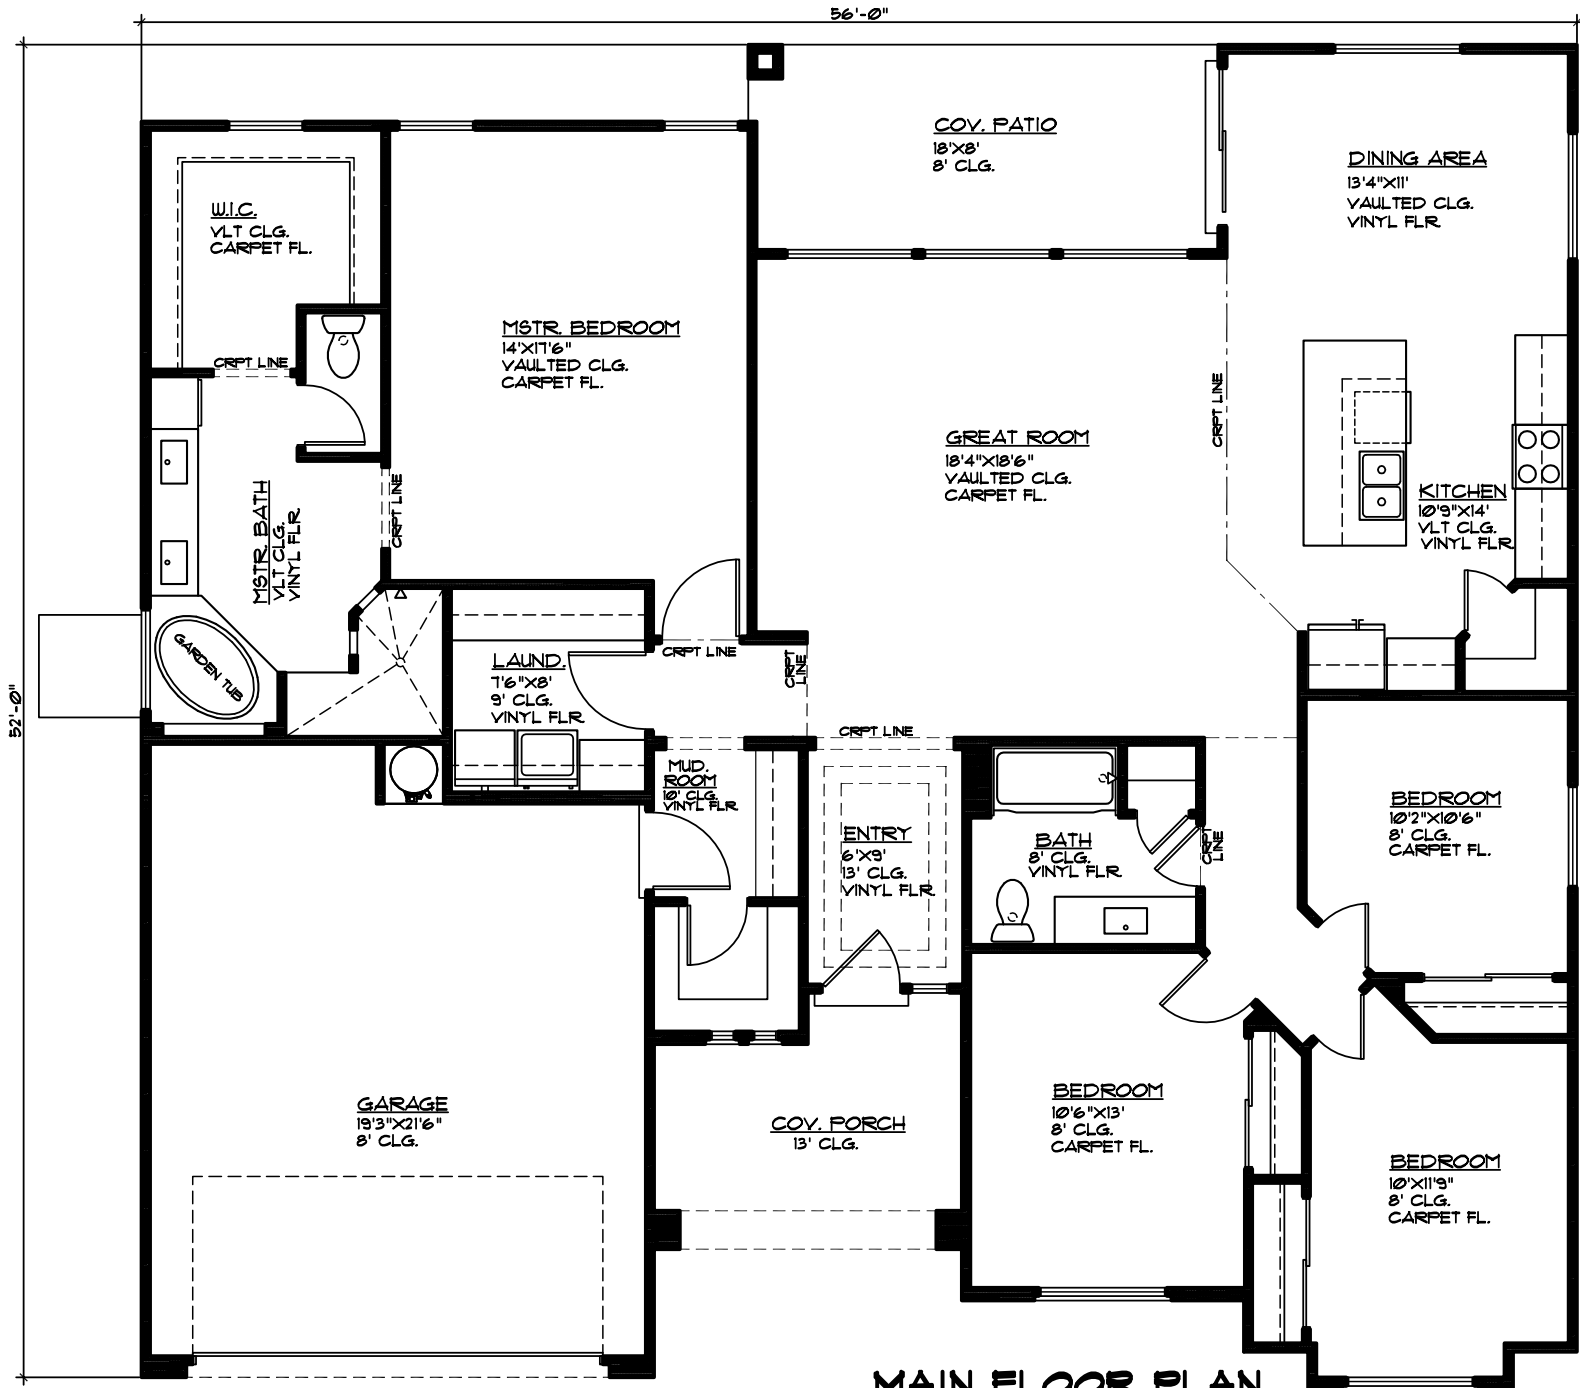 56'-0"
COV. PATIO
18'X8'
8' CLG.
DINING AREA
13'4"X11'
VAULTED CLG.
VINYL FLR.
W.I.C.
VLT CLG.
CARPET FL.
MSTR. BEDROOM
14'X17'6"
VAULTED CLG.
CARPET FL.
CRPT LINE
CRPT LINE
GREAT ROOM
18'4"X18'6"
VAULTED CLG.
CARPET FL.
CRPT LINE
KITCHEN
10'9"X14'
VLT CLG.
VINYL FLR.
MSTR. BATH
VLT CLG.
VINYL FLR.
GARDEN TUB
LAUND.
7'6"X8'
9' CLG.
VINYL FLR.
CRPT LINE
CRPT
LINE
CRPT LINE
52'-0"
MUD.
ROOM
10' CLG.
VINYL FLR.
ENTRY
6'X9'
13' CLG.
VINYL FLR.
BATH
8' CLG.
VINYL FLR.
CRPT
LINE
BEDROOM
10'2"X10'6"
8' CLG.
CARPET FL.
GARAGE
19'3"X21'6"
8' CLG.
COV. PORCH
13' CLG.
BEDROOM
10'6"X13'
8' CLG.
CARPET FL.
BEDROOM
10'X11'9"
8' CLG.
CARPET FL.
MAIN FLOOR PLAN